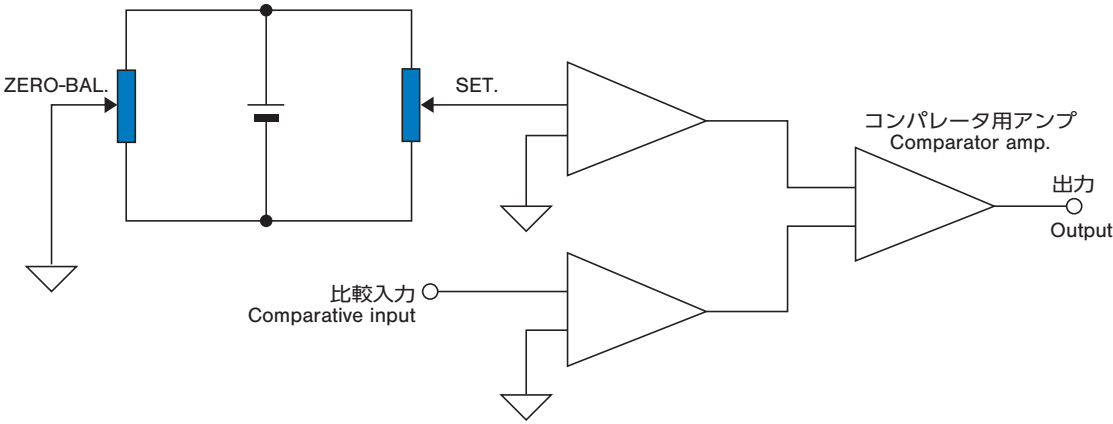 ZERO-BAL.
SET.
コンパレータ用アンプ
Comparator amp.
出力
Output
比較入力
Comparative input